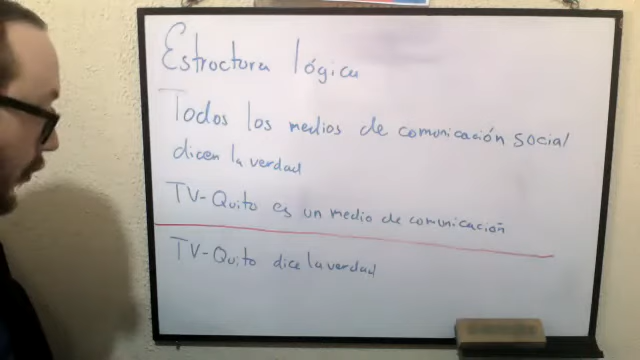 Estructura lógica
Todos los medios de comunicación social
dicen la verdad
TV-Quito es un medio de comunicación
TV-Quito dice la verdad